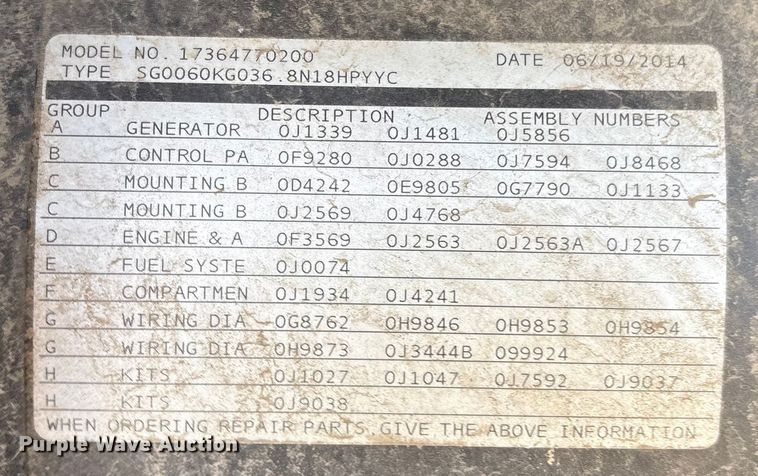 MODEL NO. 17364770200 DATE 06/19/2014
TYPE SG0060KG036.8N18HPYYC
GROUP DESCRIPTION ASSEMBLY NUMBERS
A GENERATOR 0J1339 0J1481 0J5856
B CONTROL PA 0F9280 0J0288 0J7594 0J8468
C MOUNTING B 0D4242 0E9805 0G7790 0J1133
C MOUNTING B 0J2569 0J4768
D ENGINE & A 0F3569 0J2563 0J2563A 0J2567
E FUEL SYSTE 0J0074
F COMPARTMEN 0J1934 0J4241
G WIRING DIA 0G8762 0H9846 0H9853 0H9854
G WIRING DIA 0H9873 0J3444B 099924
H KITS 0J1027 0J1047 0J7592 0J9037
H KITS 0J9038
WHEN ORDERING REPAIR PARTS, GIVE THE ABOVE INFORMATION
Purple Wave Auction